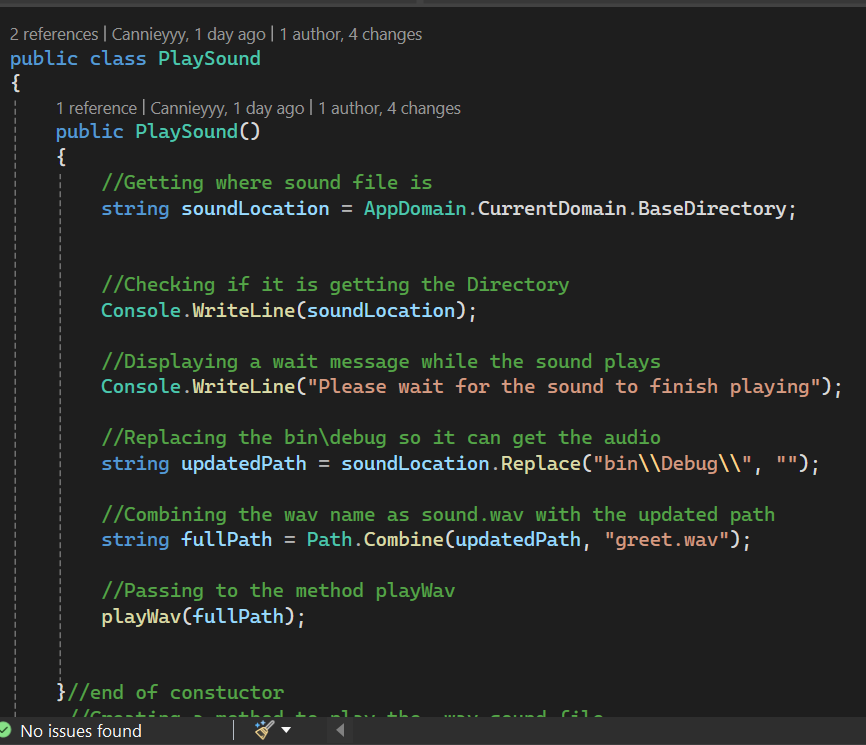 2 references | Cannieyyy, 1 day ago | 1 author, 4 changes
public class PlaySound
{
1 reference | Cannieyyy, 1 day ago | 1 author, 4 changes
public PlaySound()
{
//Getting where sound file is
string soundLocation = AppDomain.CurrentDomain.BaseDirectory;
//Checking if it is getting the Directory
Console.WriteLine(soundLocation);
//Displaying a wait message while the sound plays
Console.WriteLine("Please wait for the sound to finish playing");
//Replacing the bin\debug so it can get the audio
string updatedPath = soundLocation.Replace("bin\\Debug\\", "");
//Combining the wav name as sound.wav with the updated path
string fullPath = Path.Combine(updatedPath, "greet.wav");
//Passing to the method playWav
playWav(fullPath);
}//end of constuctor
//Creating a method to play the .wav sound file
No issues found